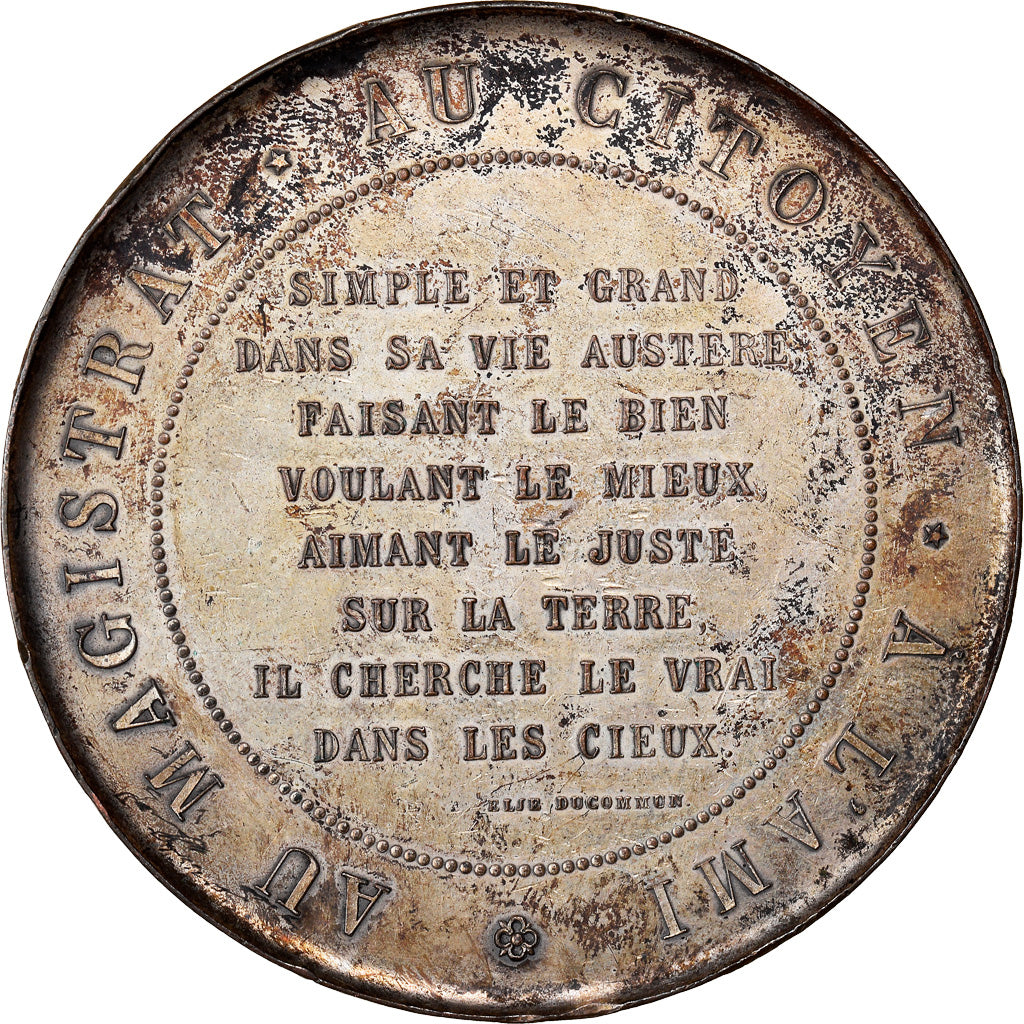 AU MAGISTRAT ⭐ AU CITOYEN ⭐ A L'AMI
SIMPLE ET GRAND
DANS SA VIE AUSTERE,
FAISANT LE BIEN
VOULANT LE MIEUX,
AIMANT LE JUSTE
SUR LA TERRE,
IL CHERCHE LE VRAI
DANS LES CIEUX.
ELIE DUCOMMUN.